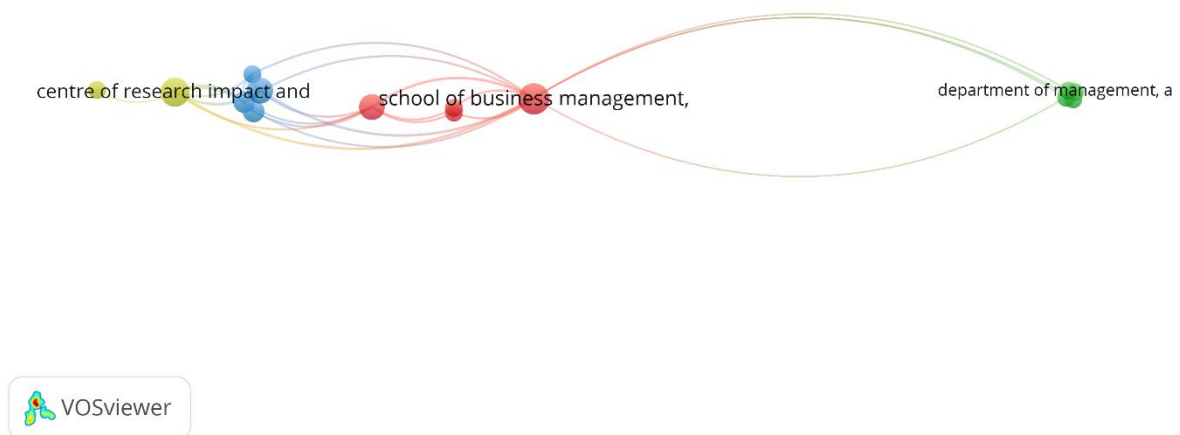 centre of research impact and
school of business management,
department of management, a
VOSviewer